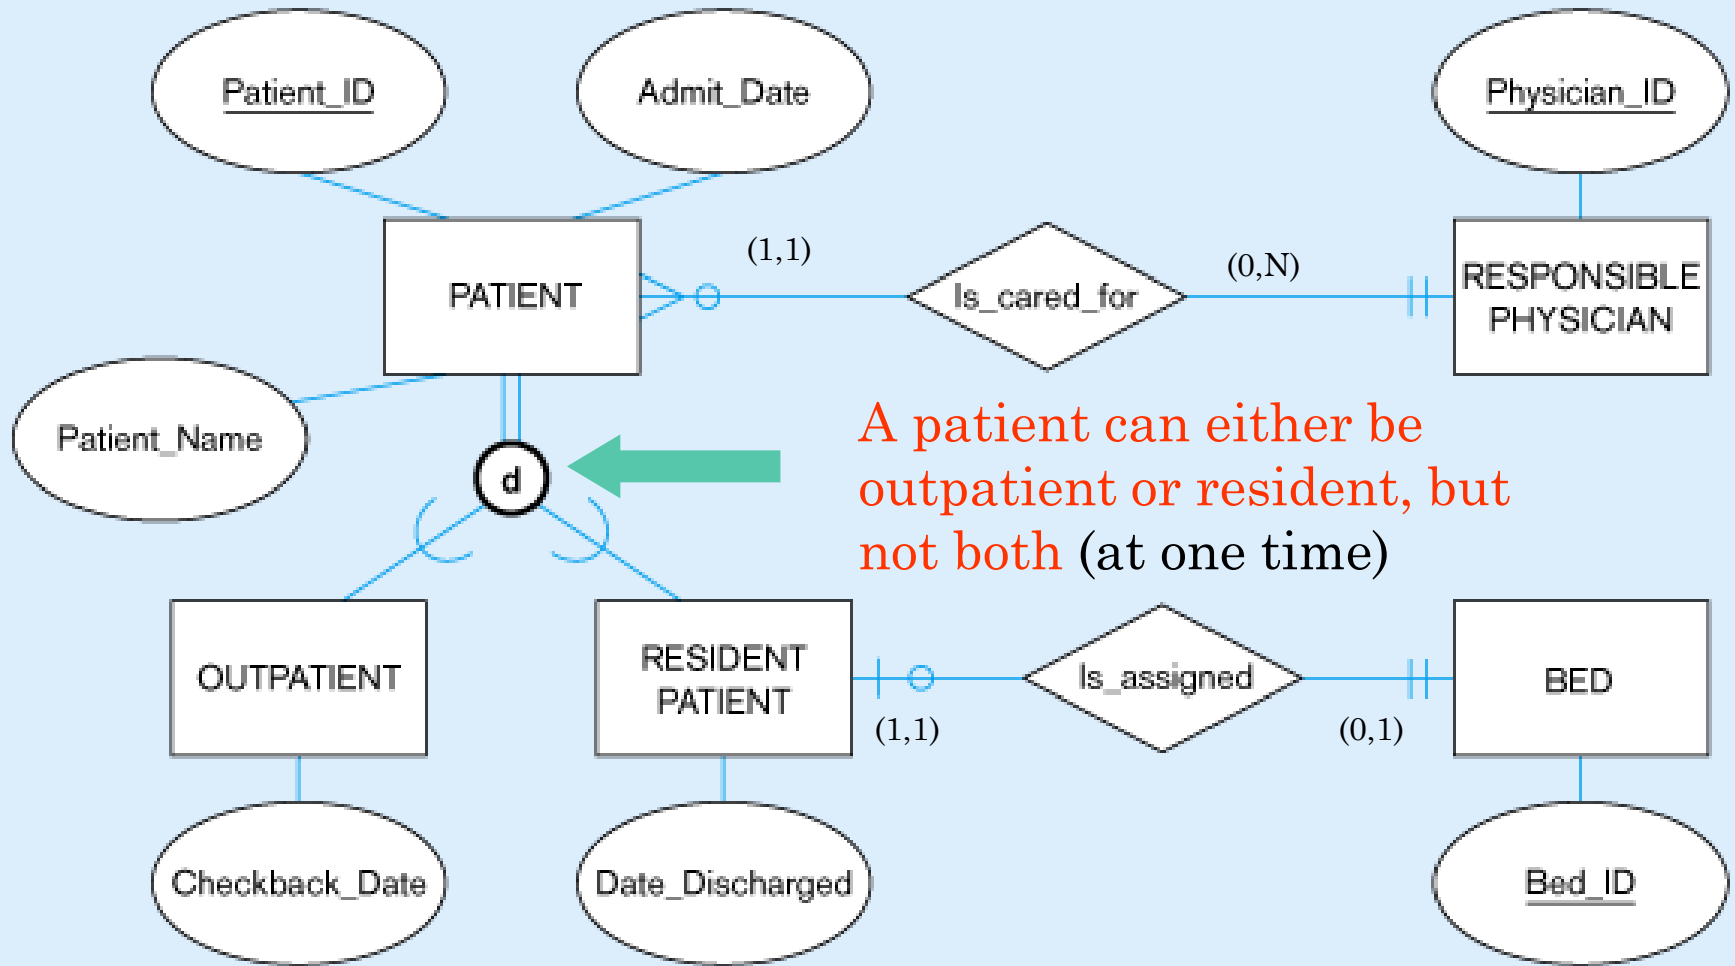 Patient_ID
Admit_Date
Physician_ID
PATIENT
(1,1)
Is_cared_for
(0,N)
RESPONSIBLE
PHYSICIAN
Patient_Name
d
A patient can either be
outpatient or resident, but
not both (at one time)
OUTPATIENT
RESIDENT
PATIENT
(1,1)
Is_assigned
(0,1)
BED
Checkback_Date
Date_Discharged
Bed_ID